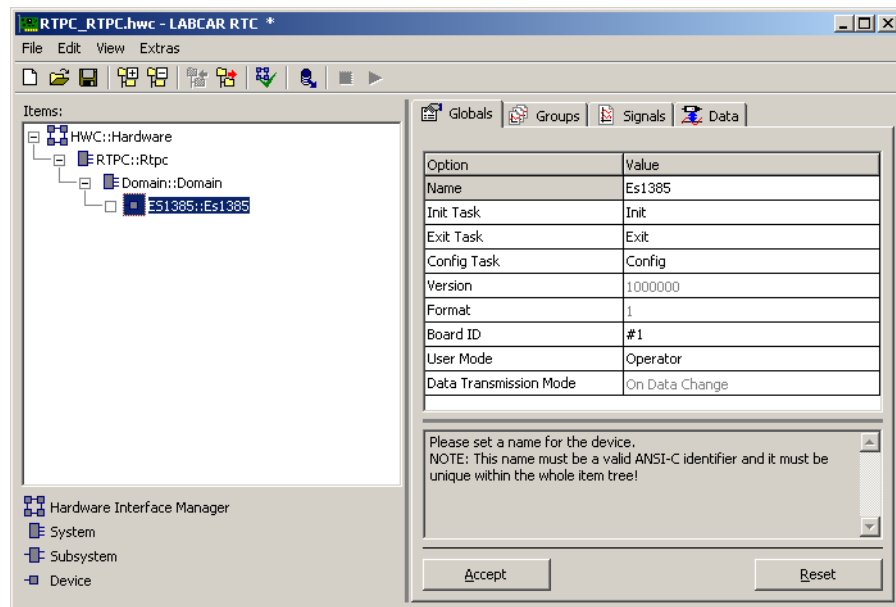 RTPC_RTPC.hwc - LABCAR RTC *
File Edit View Extras
Items:
HWC::Hardware
RTPC::Rtpc
Domain::Domain
ES1385::Es1385
Hardware Interface Manager
System
Subsystem
Device
Globals Groups Signals Data
Option Value
Name Es1385
Init Task Init
Exit Task Exit
Config Task Config
Version 1000000
Format 1
Board ID #1
User Mode Operator
Data Transmission Mode On Data Change
Please set a name for the device.
NOTE: This name must be a valid ANSI-C identifier and it must be
unique within the whole item tree!
Accept Reset